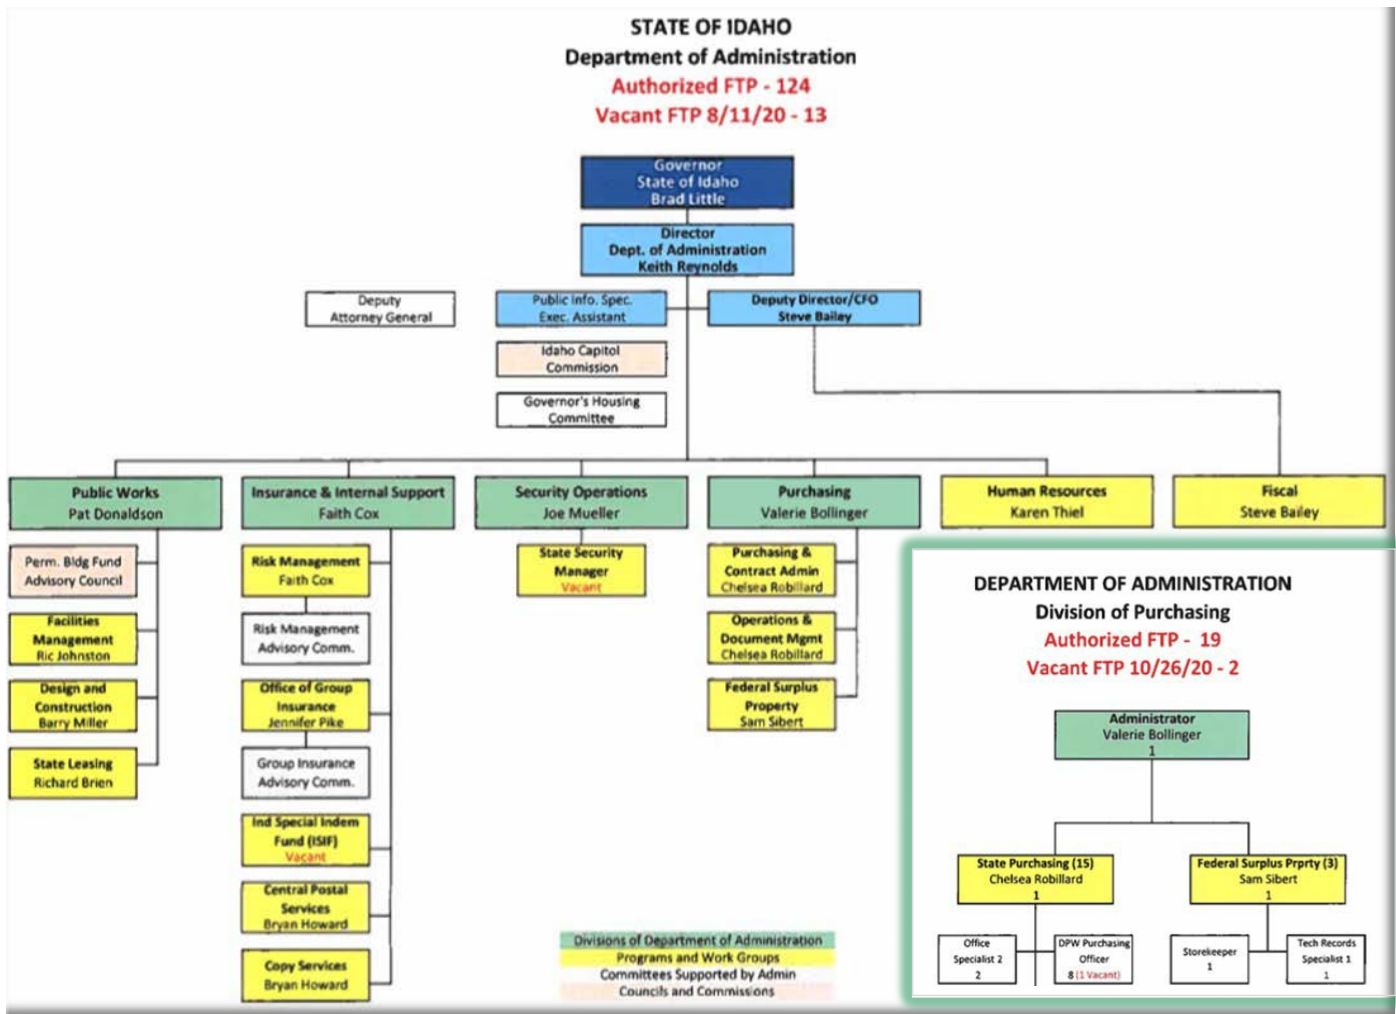 STATE OF IDAHO
Department of Administration
Authorized FTP - 124
Vacant FTP 8/11/20 - 13
Governor
State of Idaho
Brad Little
Director
Dept. of Administration
Keith Reynolds
Deputy
Attorney General
Public Info. Spec.
Exec. Assistant
Deputy Director/CFO
Steve Bailey
Idaho Capitol
Commission
Governor's Housing
Committee
Public Works
Pat Donaldson
Insurance & Internal Support
Faith Cox
Security Operations
Joe Mueller
Purchasing
Valerie Bollinger
Human Resources
Karen Thiel
Fiscal
Steve Bailey
Perm. Bldg Fund
Advisory Council
Facilities
Management
Ric Johnston
Design and
Construction
Barry Miller
State Leasing
Richard Brien
Risk Management
Faith Cox
Risk Management
Advisory Comm.
Office of Group
Insurance
Jennifer Pike
Group Insurance
Advisory Comm.
Ind Special Indem
Fund (ISIF)
Vacant
Central Postal
Services
Bryan Howard
Copy Services
Bryan Howard
State Security
Manager
Vacant
Purchasing &
Contract Admin
Chelsea Robillard
Operations &
Document Mgmt
Chelsea Robillard
Federal Surplus
Property
Sam Sibert
Divisions of Department of Administration
Programs and Work Groups
Committees Supported by Admin
Councils and Commissions
DEPARTMENT OF ADMINISTRATION
Division of Purchasing
Authorized FTP - 19
Vacant FTP 10/26/20 - 2
Administrator
Valerie Bollinger
1
State Purchasing (15)
Chelsea Robillard
1
Federal Surplus Prprty (3)
Sam Sibert
1
Office
Specialist 2
2
DPW Purchasing
Officer
8 (1 Vacant)
Storekeeper
1
Tech Records
Specialist 1
1